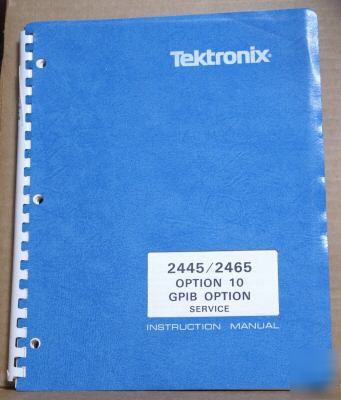 Tektronix®
2445/2465
OPTION 10
GPIB OPTION
SERVICE
INSTRUCTION MANUAL